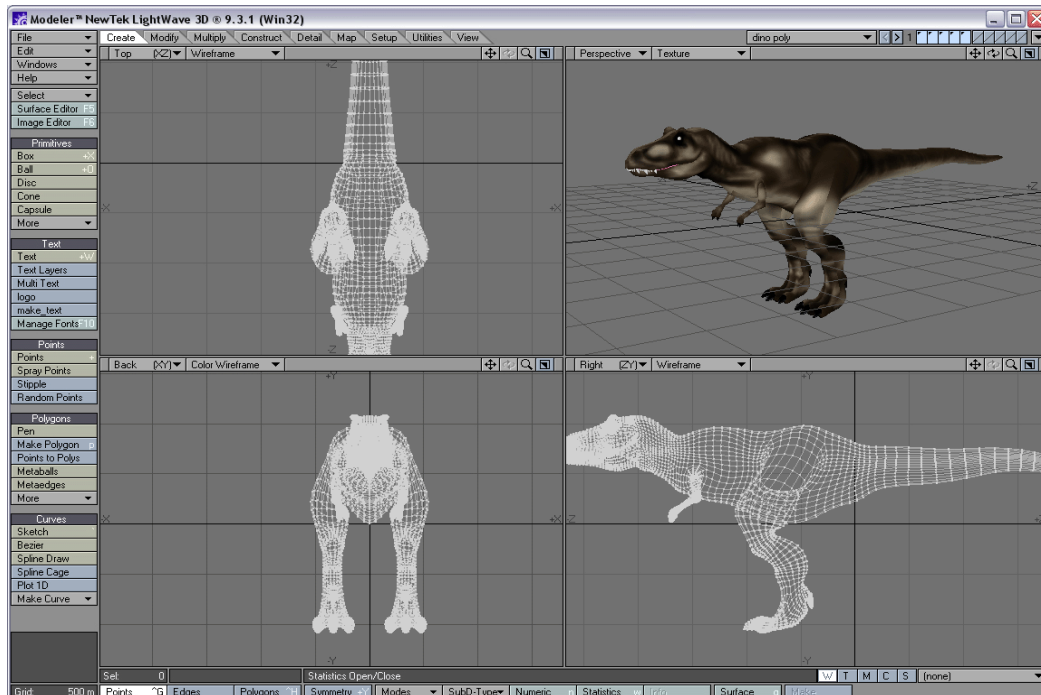 Modeler™ NewTek LightWave 3D ® 9.3.1 (Win32)
File
Edit
Windows
Help
Select
Surface Editor F5
Image Editor F6
Primitives
Box +X
Ball +O
Disc
Cone
Capsule
More
Text
Text +W
Text Layers
Multi Text
logo
make_text
Manage Fonts F10
Points
Points +
Spray Points
Stipple
Random Points
Polygons
Pen
Make Polygon p
Points to Polys
Metaballs
Metaedges
More
Curves
Sketch
Bezier
Spline Draw
Spline Cage
Plot 1D
Make Curve
Create Modify Multiply Construct Detail Map Setup Utilities View
dino poly 1
Top (XZ) Wireframe
+Z
-X +X
-Z
Perspective Texture
-Z
Back (XY) Color Wireframe
+Y
-X +X
-Y
Right (ZY) Wireframe
+Y
-Z
-Y
Sel: 0 Statistics Open/Close
W T M C S (none)
Grid: 500 m Points ^G Edges Polygons ^H Symmetry +Y Modes SubD-Type Numeric n Statistics w Info Surface q Make